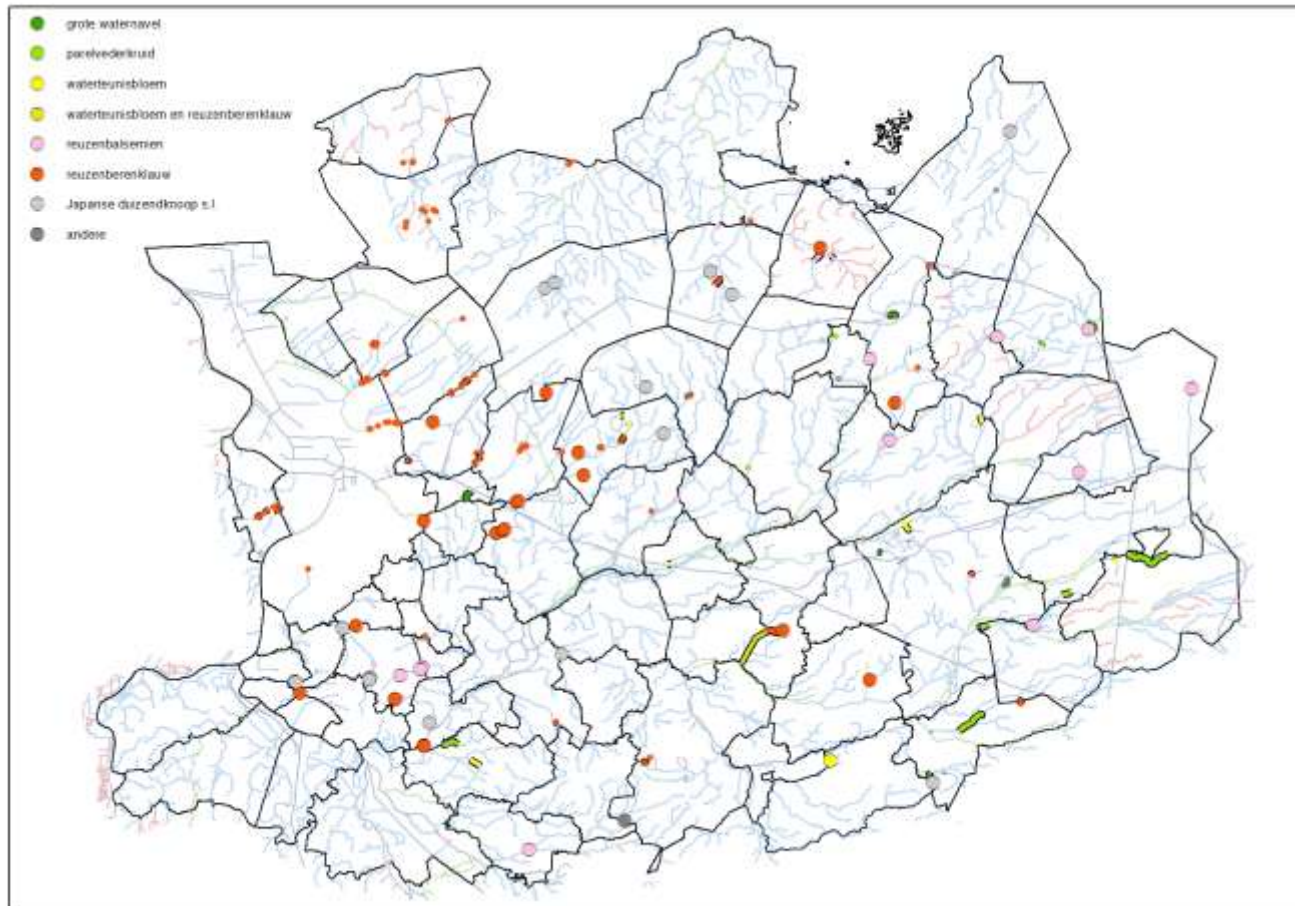 grote waternavel
parelvederkruid
waterteunisbloem
waterteunisbloem en reuzenberenklauw
reuzenbalsemien
reuzenberenklauw
Japanse duizendknoop s.l
andere